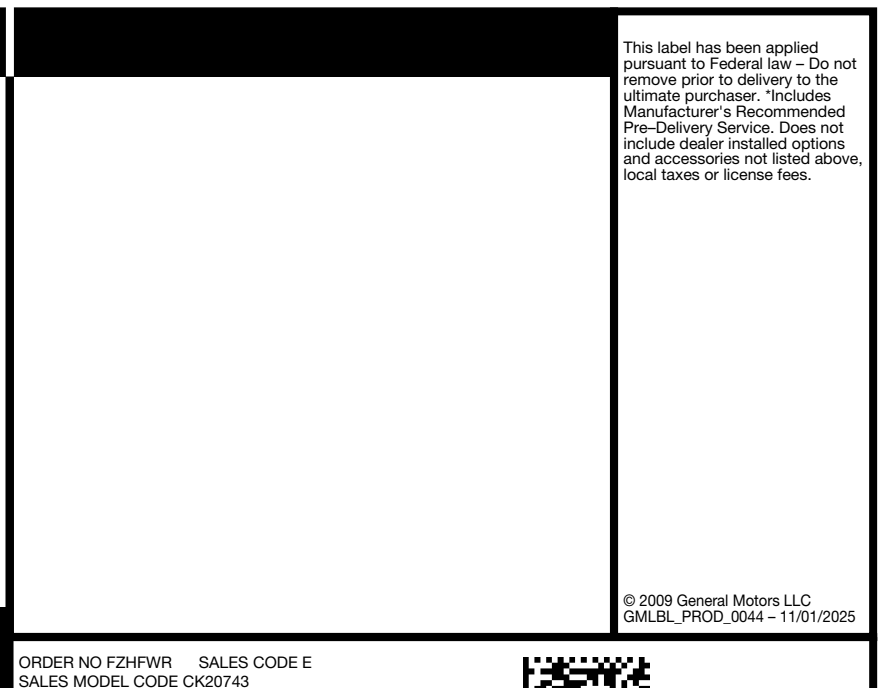 This label has been applied
pursuant to Federal law – Do not
remove prior to delivery to the
ultimate purchaser. *Includes
Manufacturer's Recommended
Pre–Delivery Service. Does not
include dealer installed options
and accessories not listed above,
local taxes or license fees.
© 2009 General Motors LLC
GMLBL_PROD_0044 – 11/01/2025
ORDER NO FZHFWR SALES CODE E
SALES MODEL CODE CK20743